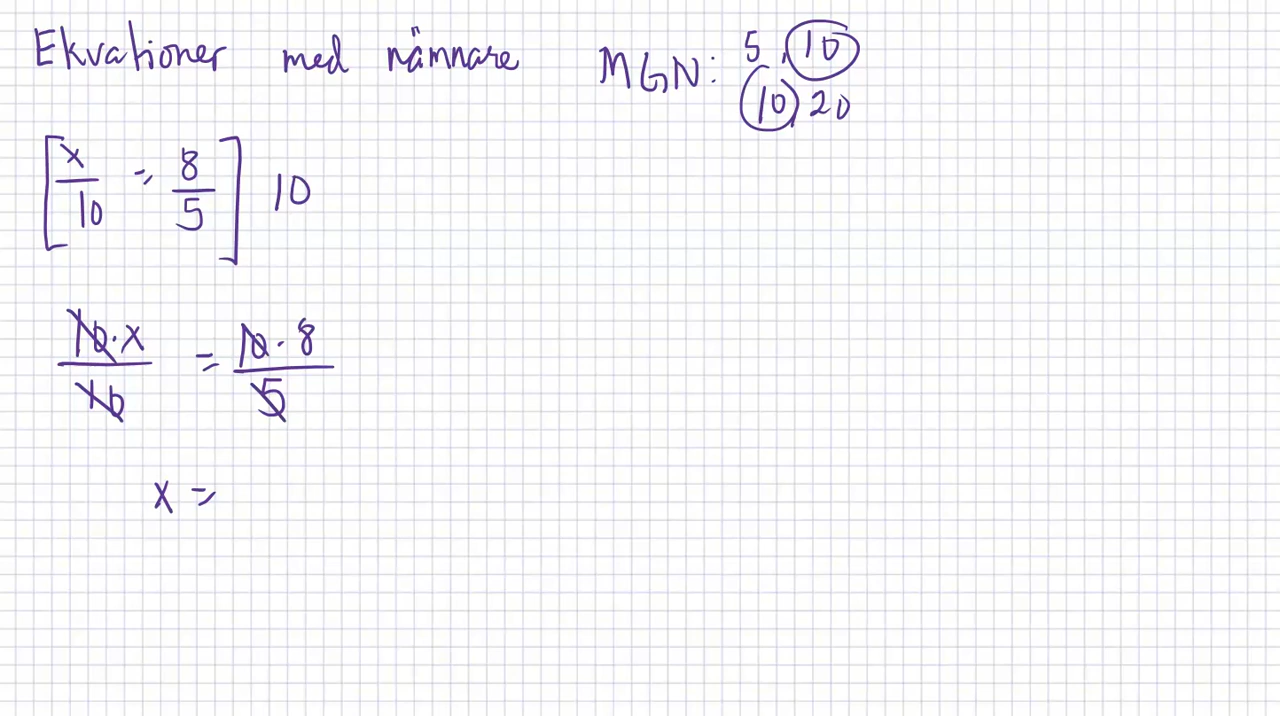 Ekvationer med nämnare MGN: 5, 10
10, 20
[x/10 = 8/5] 10
10·x/10 = 10·8/5
x =